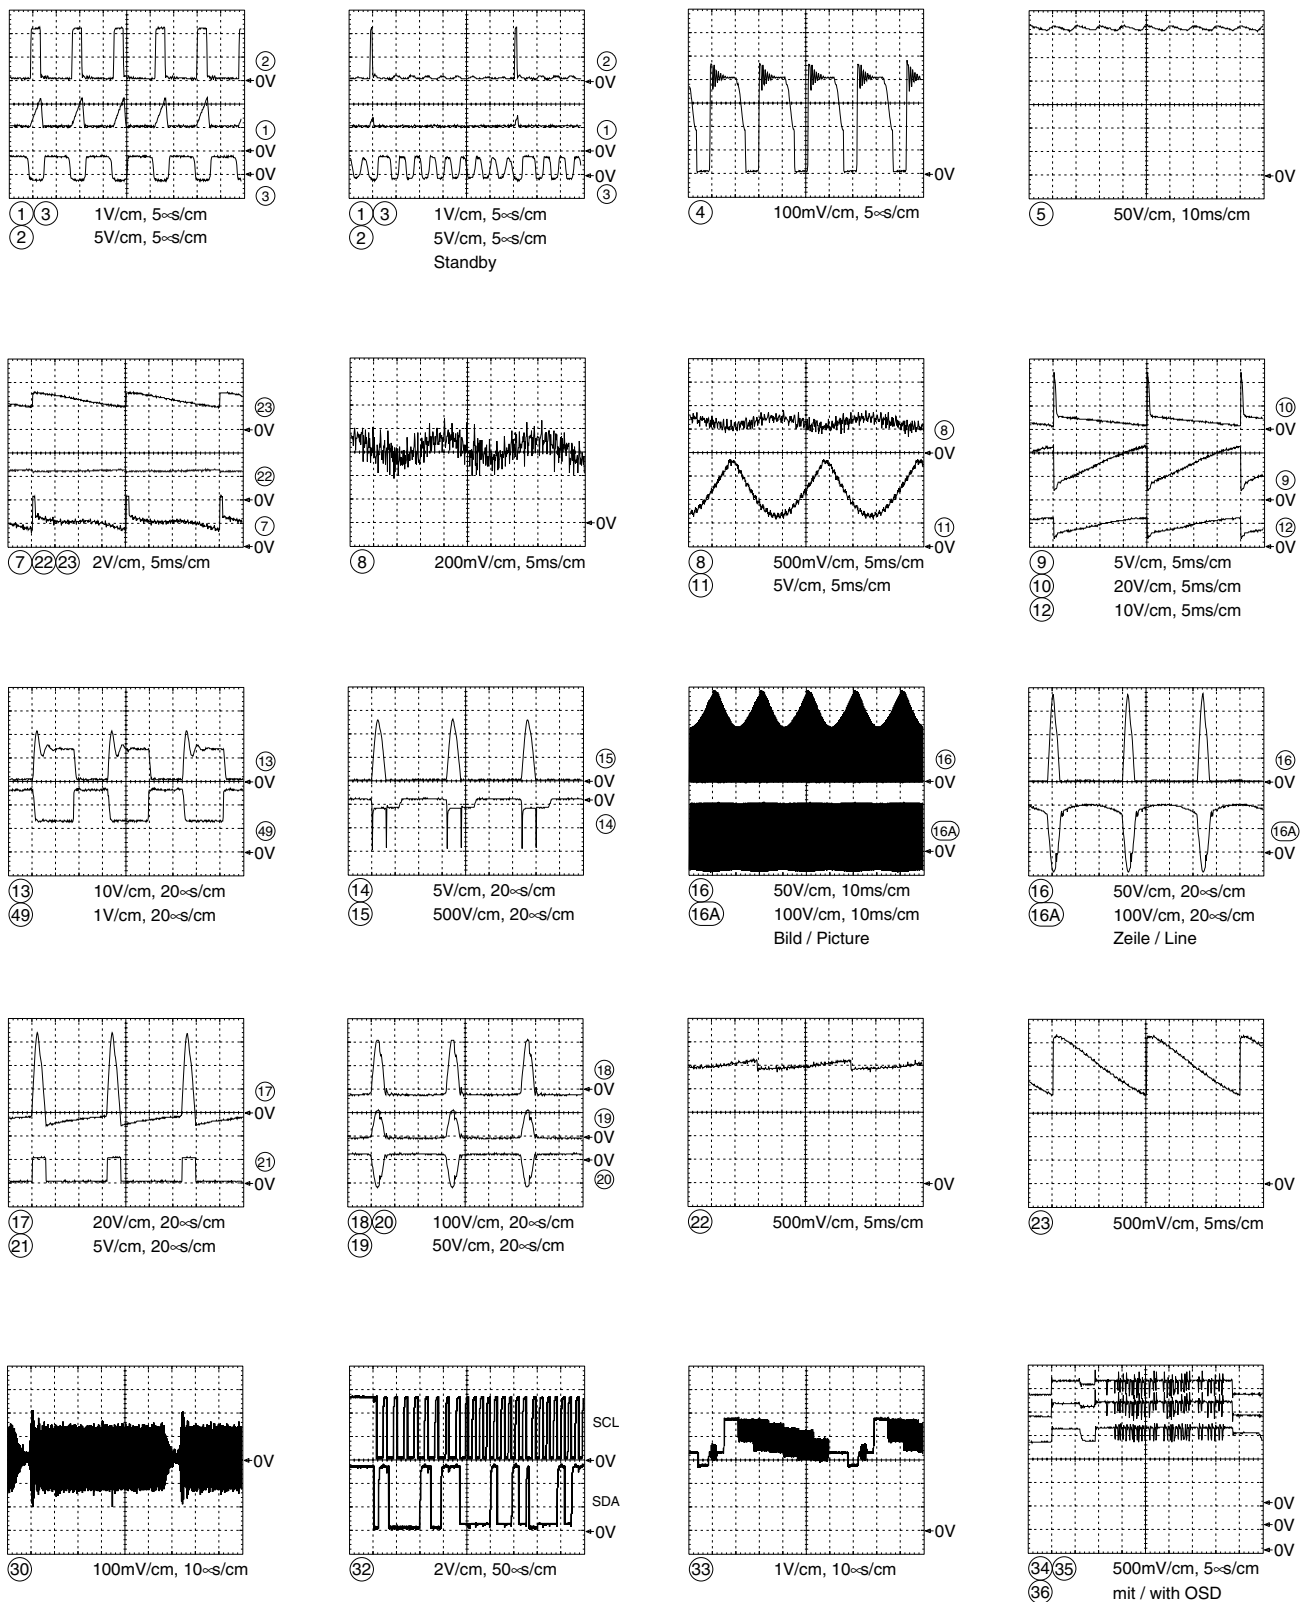 ② 0V
① 0V
0V
③
① ③ 1V/cm, 5∝s/cm
② 5V/cm, 5∝s/cm
② 0V
① 0V
0V
③
① ③ 1V/cm, 5∝s/cm
② 5V/cm, 5∝s/cm
Standby
0V
④ 100mV/cm, 5∝s/cm
0V
⑤ 50V/cm, 10ms/cm
㉓
0V
㉒
0V
⑦
0V
⑦ ㉒ ㉓ 2V/cm, 5ms/cm
0V
⑧ 200mV/cm, 5ms/cm
⑧
0V
⑪
0V
⑧ 500mV/cm, 5ms/cm
⑪ 5V/cm, 5ms/cm
⑩
0V
⑨
0V
⑫
0V
⑨ 5V/cm, 5ms/cm
⑩ 20V/cm, 5ms/cm
⑫ 10V/cm, 5ms/cm
⑬
0V
㊾
0V
⑬ 10V/cm, 20∝s/cm
㊾ 1V/cm, 20∝s/cm
⑮
0V
⑭
⑭ 5V/cm, 20∝s/cm
⑮ 500V/cm, 20∝s/cm
⑯
0V
16A
0V
⑯ 50V/cm, 10ms/cm
16A 100V/cm, 10ms/cm
Bild / Picture
⑯
0V
16A
0V
⑯ 50V/cm, 20∝s/cm
16A 100V/cm, 20∝s/cm
Zeile / Line
⑰
0V
㉑
0V
⑰ 20V/cm, 20∝s/cm
㉑ 5V/cm, 20∝s/cm
⑱
0V
⑲
0V
0V
⑳
⑱ ⑳ 100V/cm, 20∝s/cm
⑲ 50V/cm, 20∝s/cm
0V
㉒ 500mV/cm, 5ms/cm
0V
㉓ 500mV/cm, 5ms/cm
0V
㉚ 100mV/cm, 10∝s/cm
SCL
0V
SDA
0V
㉜ 2V/cm, 50∝s/cm
0V
㉝ 1V/cm, 10∝s/cm
0V
0V
0V
㉞ ㉟ 500mV/cm, 5∝s/cm
㊱ mit / with OSD